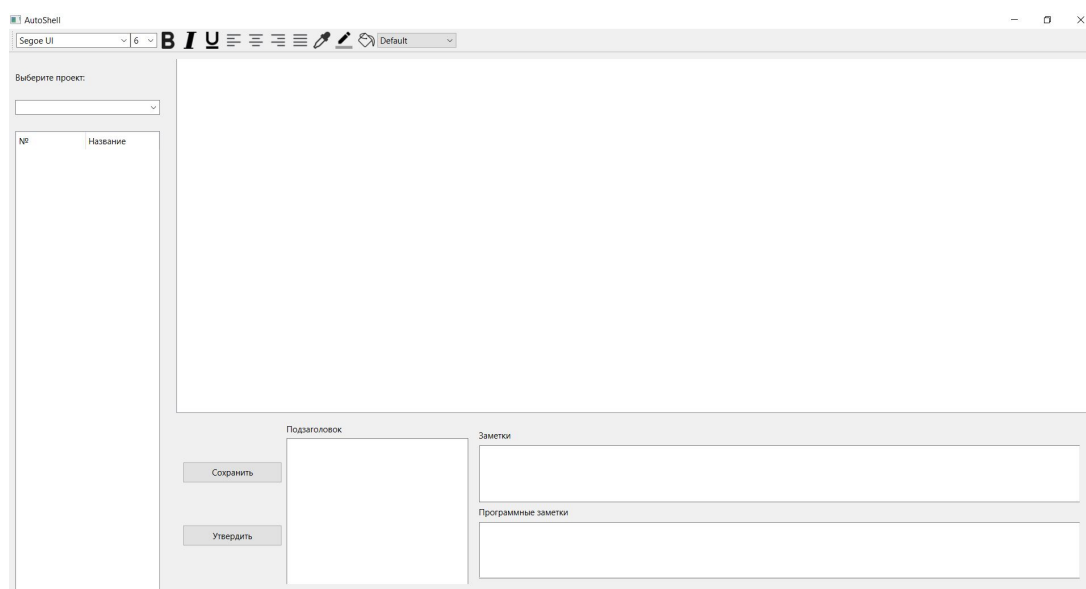 AutoShell
Segoe UI 6 B I U Default
Выберите проект:
№ Название
Подзаголовок
Заметки
Сохранить
Программные заметки
Утвердить